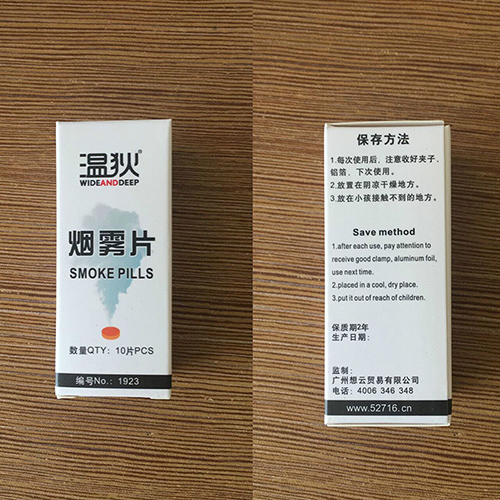 温狄®
WIDEANDDEEP
烟雾片
SMOKE PILLS
数量QTY：10片PCS
编号No.：1923
保存方法
1.每次使用后，注意收好夹子、
铝箔，下次使用。
2.放置在阴凉干燥地方。
3.放在小孩接触不到的地方。
Save method
1.after each use, pay attention to
receive good clamp, aluminum foil,
use next time.
2.placed in a cool, dry place.
3.put it out of reach of children.
保质期2年
生产日期：
监制：
广州想云贸易有限公司
电话：4006 346 348
www.52716.cn